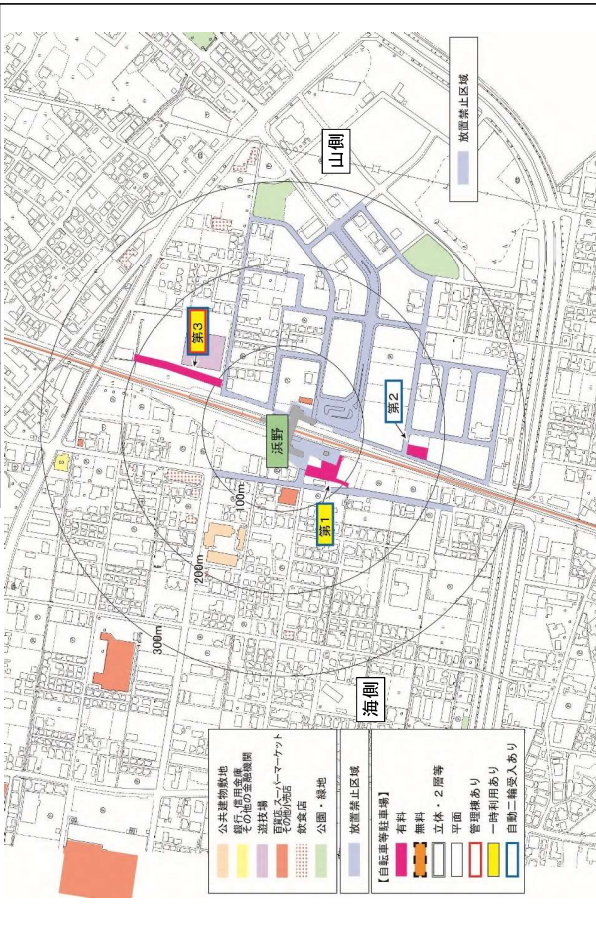 山側
放置禁止区域
第3
浜野
第2
第1
100m
200m
300m
海側
公共建物敷地
銀行、信用金庫
その他の金融機関
遊技場
百貨店、スーパーマーケット
その他小売店
飲食店
公園・緑地
放置禁止区域
【自転車等駐車場】
有料
無料
立体・2層等
平面
管理棟あり
一時利用あり
自動二輪受入あり